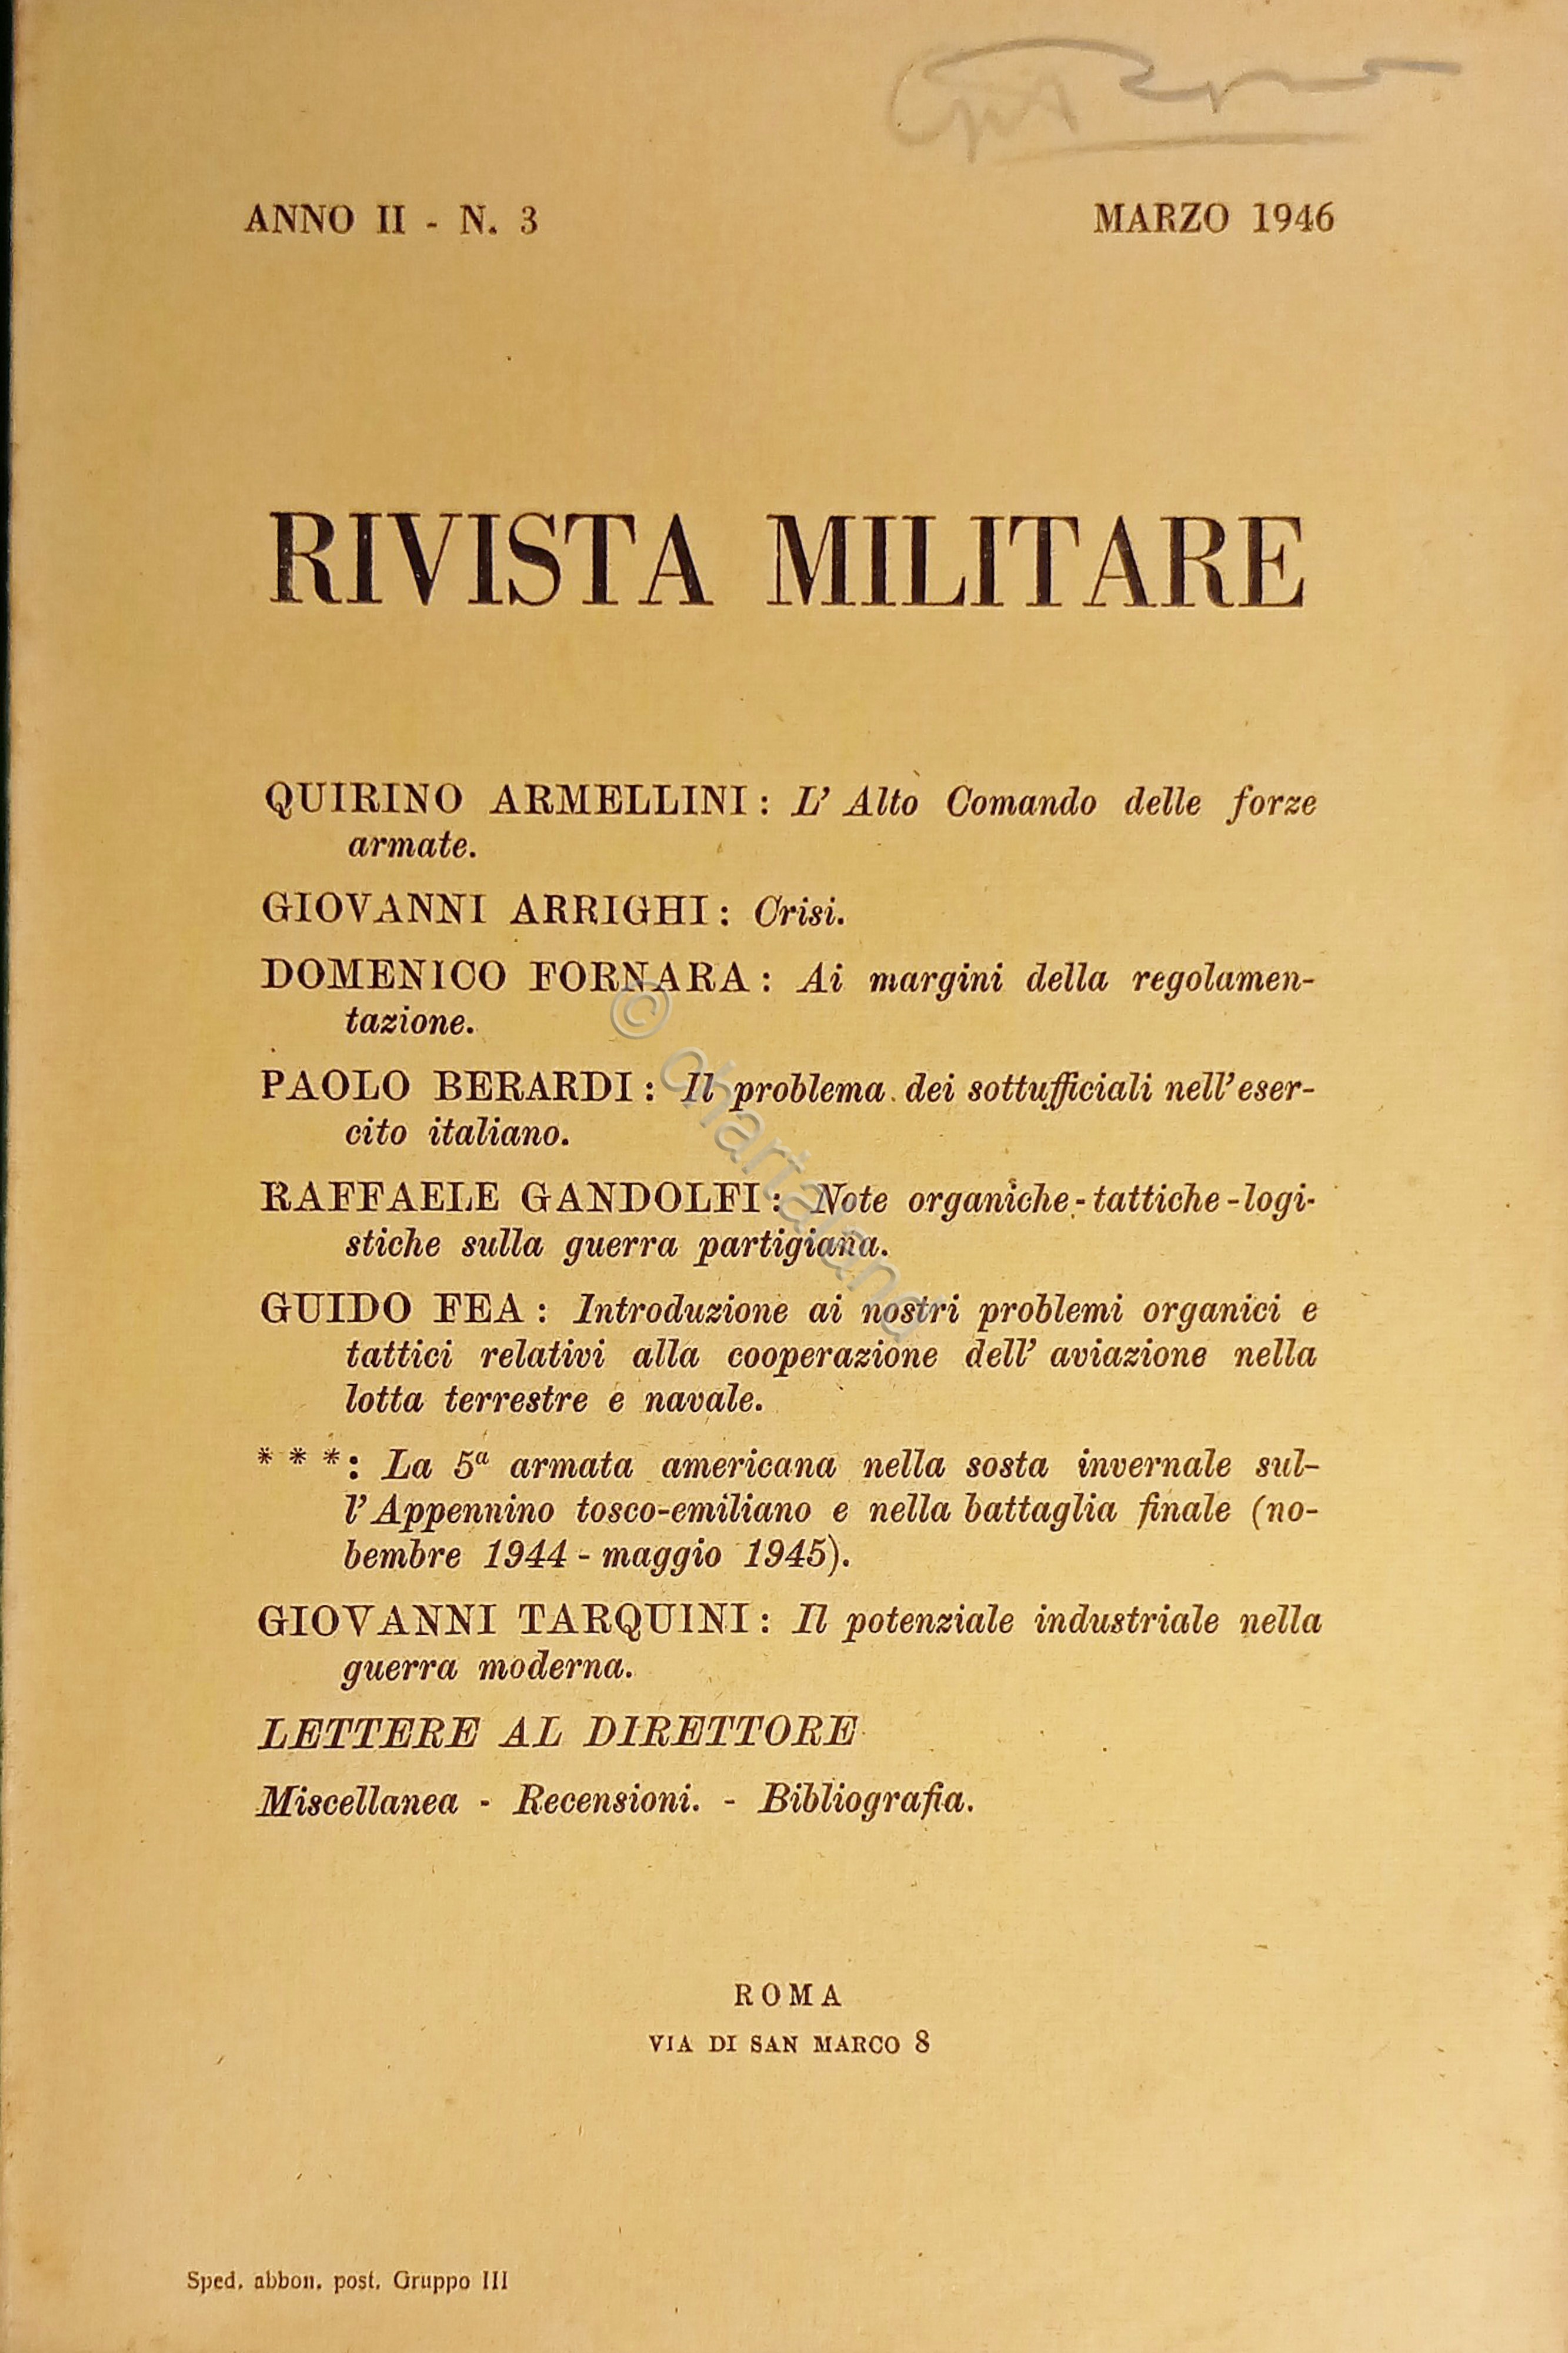 ANNO II - N. 3
MARZO 1946
RIVISTA MILITARE
QUIRINO ARMELLINI: L' Alto Comando delle forze
armate.
GIOVANNI ARRIGHI: Crisi.
DOMENICO FORNARA: Ai margini della regolamen-
tazione.
PAOLO BERARDI: Il problema dei sottufficiali nell'eser-
cito italiano.
RAFFAELE GANDOLFI: Note organiche-tattiche-logi-
stiche sulla guerra partigiana.
GUIDO FEA: Introduzione ai nostri problemi organici e
tattici relativi alla cooperazione dell' aviazione nella
lotta terrestre e navale.
* * *: La 5ª armata americana nella sosta invernale sul-
l'Appennino tosco-emiliano e nella battaglia finale (no-
bembre 1944 - maggio 1945).
GIOVANNI TARQUINI: Il potenziale industriale nella
guerra moderna.
LETTERE AL DIRETTORE
Miscellanea - Recensioni. - Bibliografia.
ROMA
VIA DI SAN MARCO 8
Sped. abbon. post. Gruppo III
© chartaland